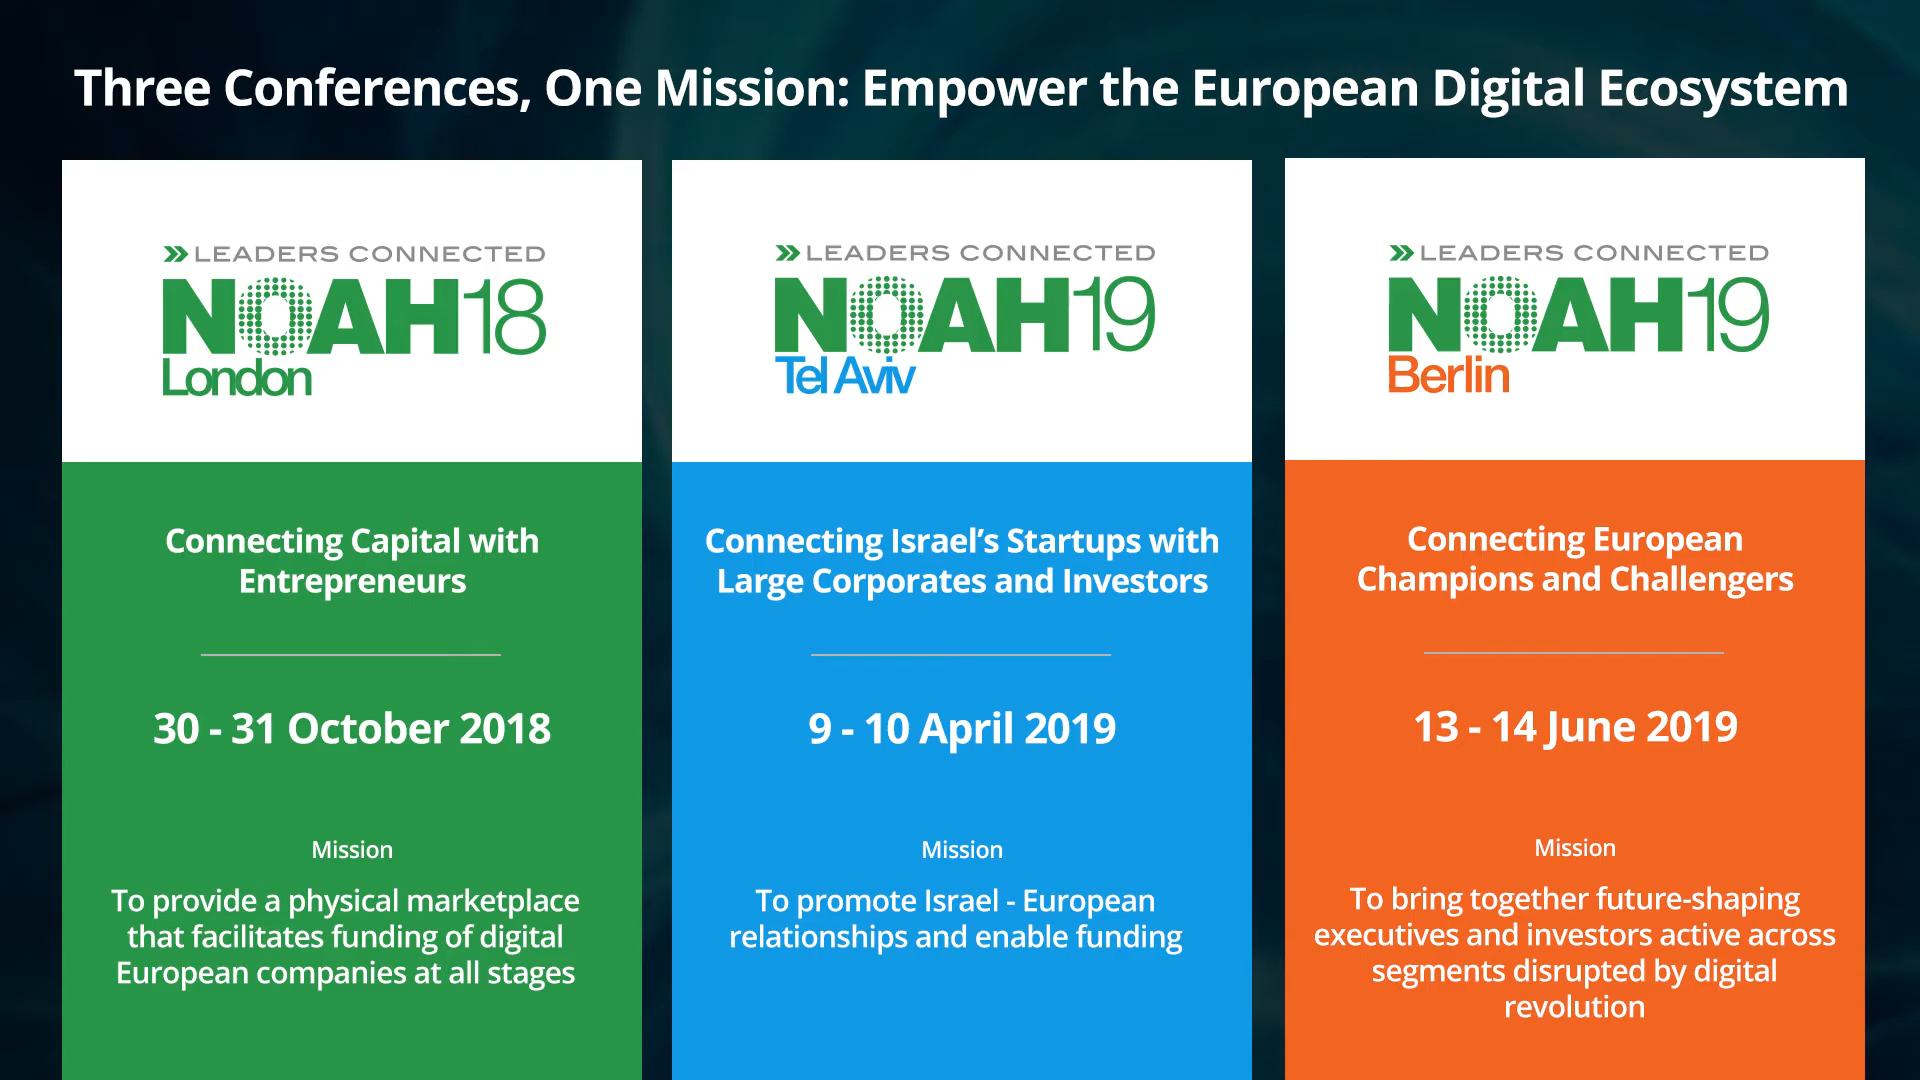 Three Conferences, One Mission: Empower the European Digital Ecosystem
LEADERS CONNECTED
NOAH18
London
Connecting Capital with
Entrepreneurs
30 - 31 October 2018
Mission
To provide a physical marketplace
that facilitates funding of digital
European companies at all stages
LEADERS CONNECTED
NOAH19
Tel Aviv
Connecting Israel’s Startups with
Large Corporates and Investors
9 - 10 April 2019
Mission
To promote Israel - European
relationships and enable funding
LEADERS CONNECTED
NOAH19
Berlin
Connecting European
Champions and Challengers
13 - 14 June 2019
Mission
To bring together future-shaping
executives and investors active across
segments disrupted by digital
revolution